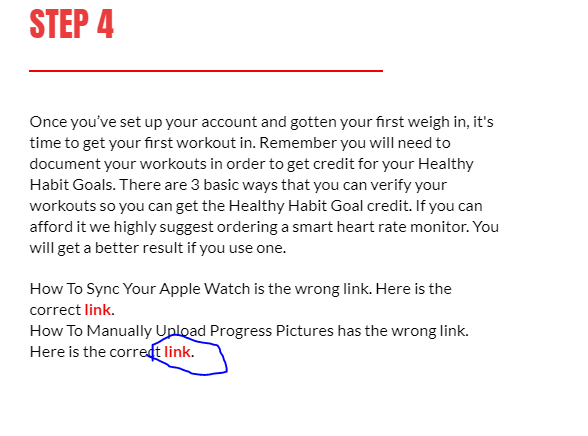 STEP 4
Once you've set up your account and gotten your first weigh in, it's
time to get your first workout in. Remember you will need to
document your workouts in order to get credit for your Healthy
Habit Goals. There are 3 basic ways that you can verify your
workouts so you can get the Healthy Habit Goal credit. If you can
afford it we highly suggest ordering a smart heart rate monitor. You
will get a better result if you use one.
How To Sync Your Apple Watch is the wrong link. Here is the
correct link.
How To Manually Upload Progress Pictures has the wrong link.
Here is the correct link.